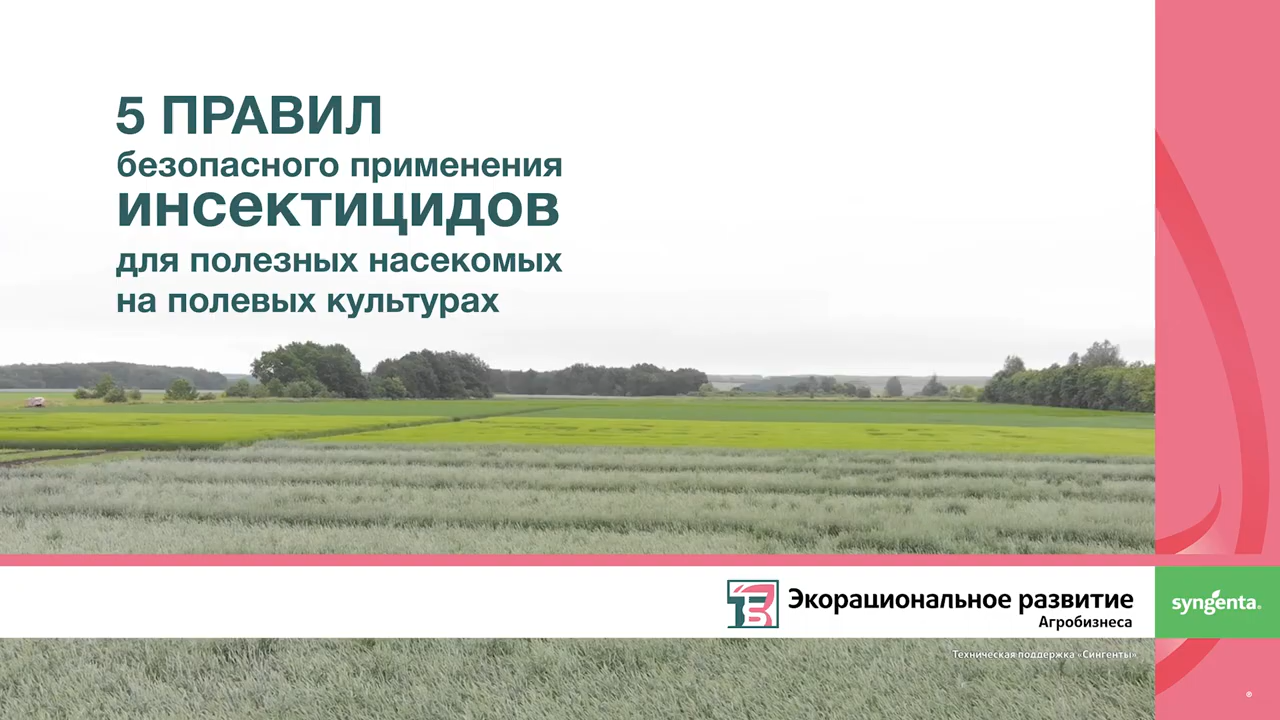 5 ПРАВИЛ
безопасного применения
ИНСЕКТИЦИДОВ
для полезных насекомых
на полевых культурах
Экорациональное развитие
Агробизнеса
syngenta®
Техническая поддержка «Сингенты»
®